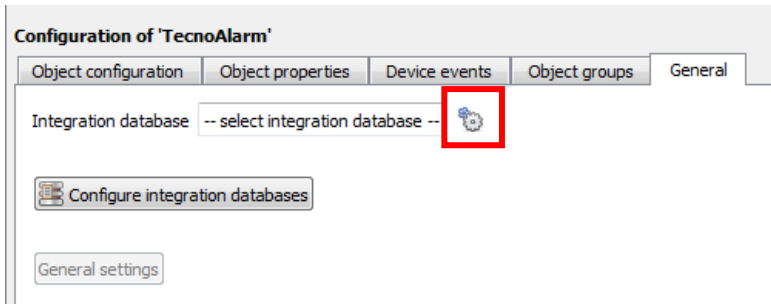 Configuration of 'TecnoAlarm'
Object configuration Object properties Device events Object groups General
Integration database -- select integration database --
Configure integration databases
General settings